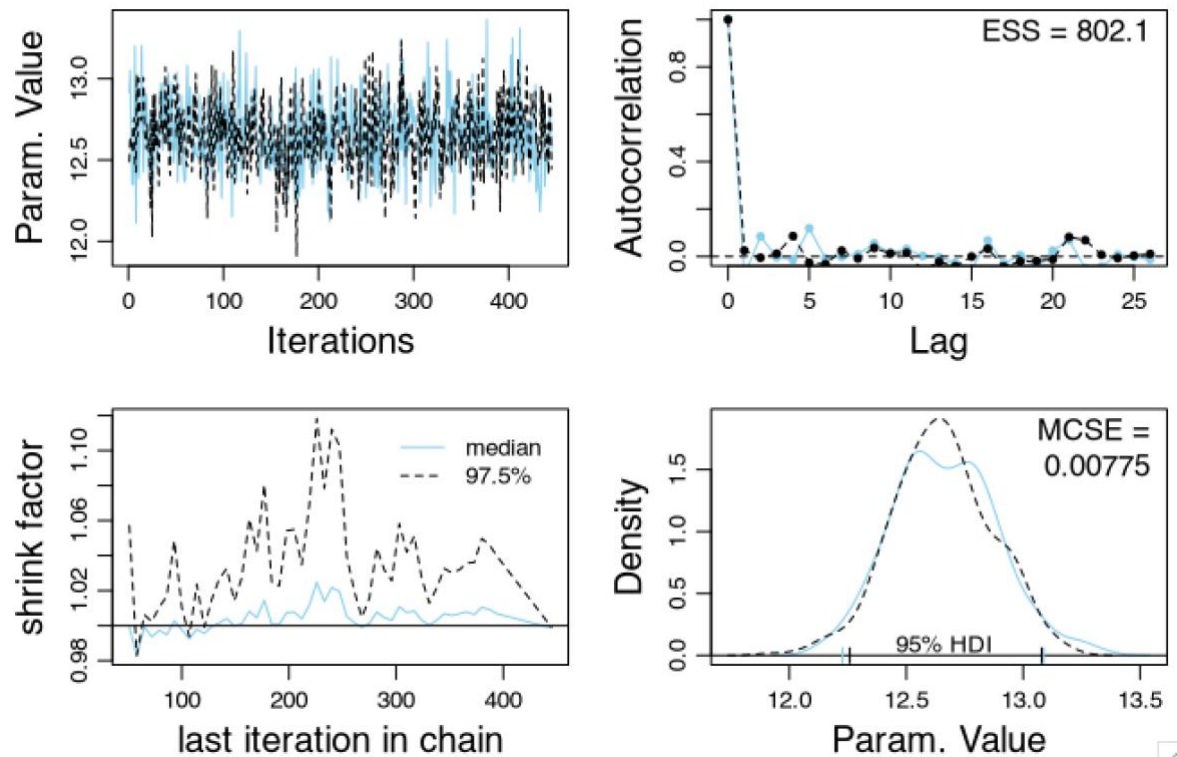 Param. Value
13.0
12.5
12.0
0 100 200 300 400
Iterations
Autocorrelation
0.8
0.4
0.0
ESS = 802.1
0 5 10 15 20 25
Lag
shrink factor
1.10
1.06
1.02
0.98
median
97.5%
100 200 300 400
last iteration in chain
Density
1.5
1.0
0.5
0.0
MCSE =
0.00775
95% HDI
12.0 12.5 13.0 13.5
Param. Value